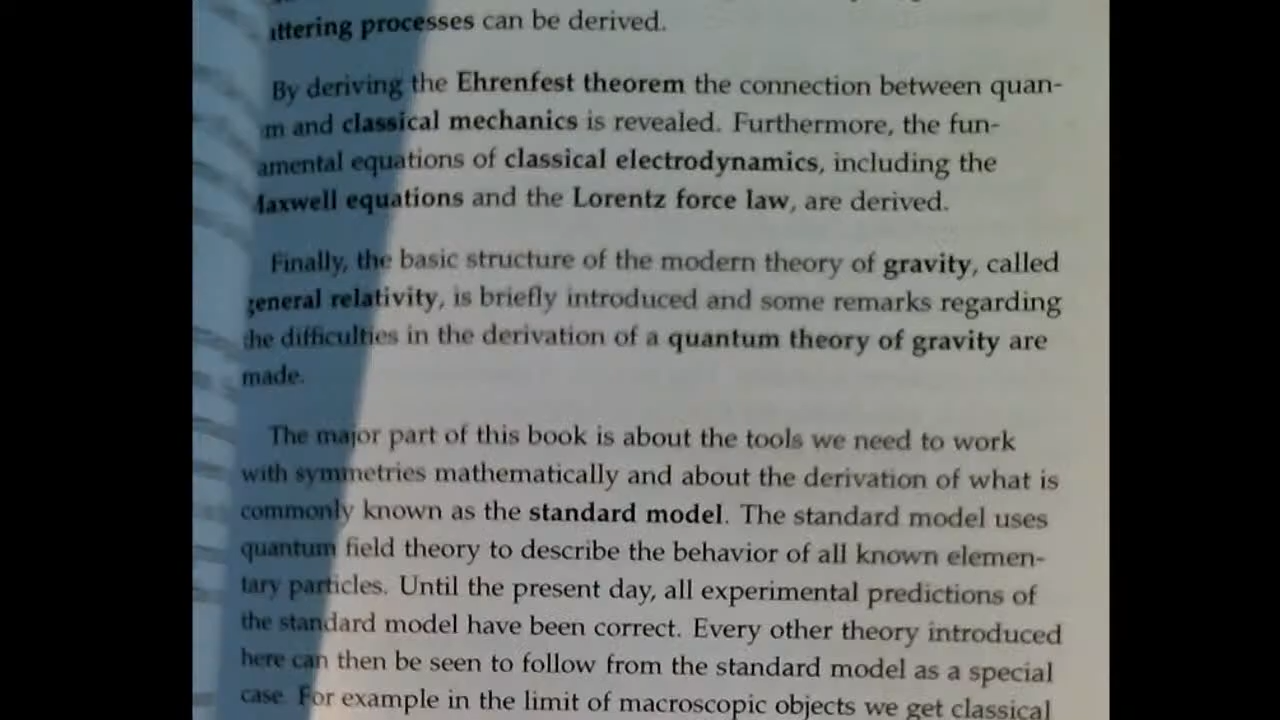 ttering processes can be derived.
By deriving the Ehrenfest theorem the connection between quan-
m and classical mechanics is revealed. Furthermore, the fun-
amental equations of classical electrodynamics, including the
Maxwell equations and the Lorentz force law, are derived.
Finally, the basic structure of the modern theory of gravity, called
general relativity, is briefly introduced and some remarks regarding
the difficulties in the derivation of a quantum theory of gravity are
made.
The major part of this book is about the tools we need to work
with symmetries mathematically and about the derivation of what is
commonly known as the standard model. The standard model uses
quantum field theory to describe the behavior of all known elemen-
tary particles. Until the present day, all experimental predictions of
the standard model have been correct. Every other theory introduced
here can then be seen to follow from the standard model as a special
case. For example in the limit of macroscopic objects we get classical